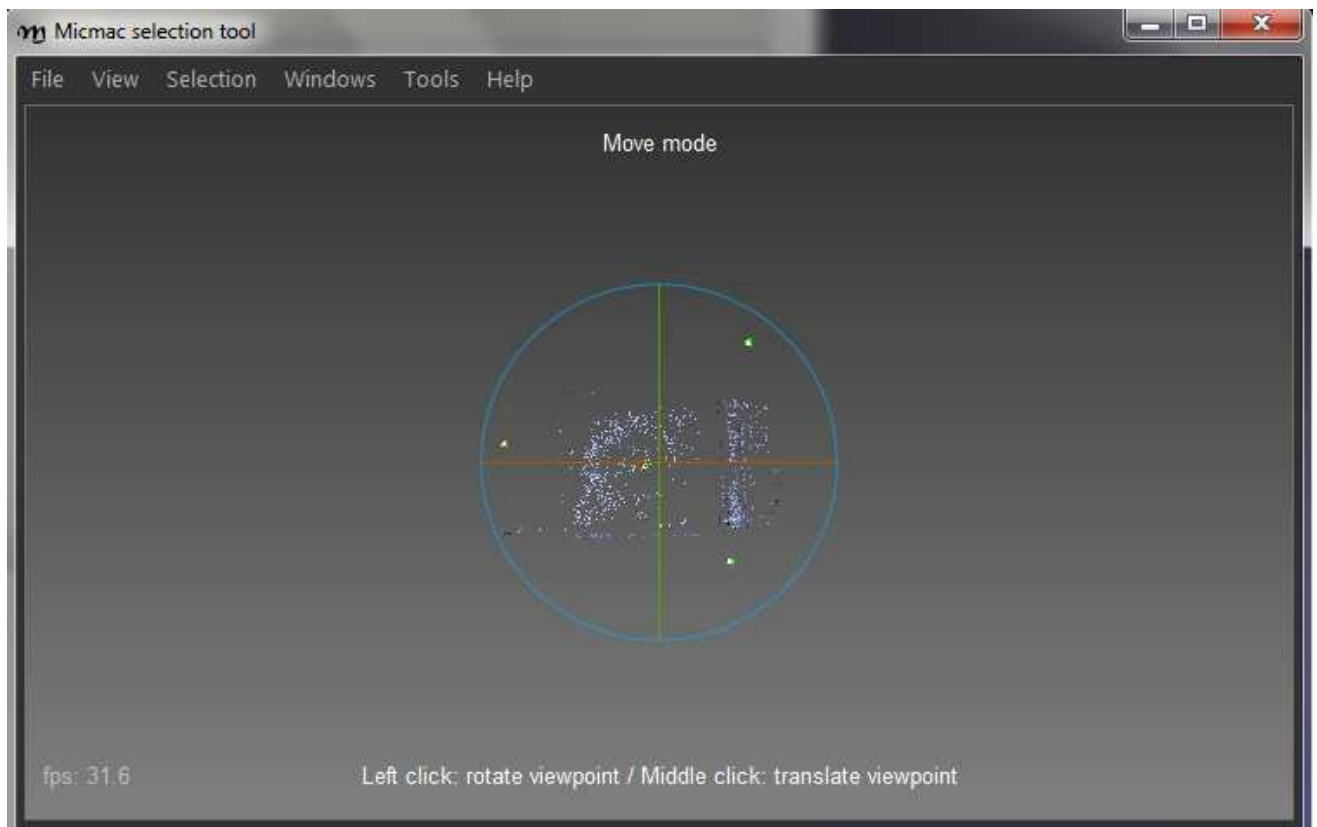 Micmac selection tool
File View Selection Windows Tools Help
Move mode
fps: 31.6
Left click: rotate viewpoint / Middle click: translate viewpoint